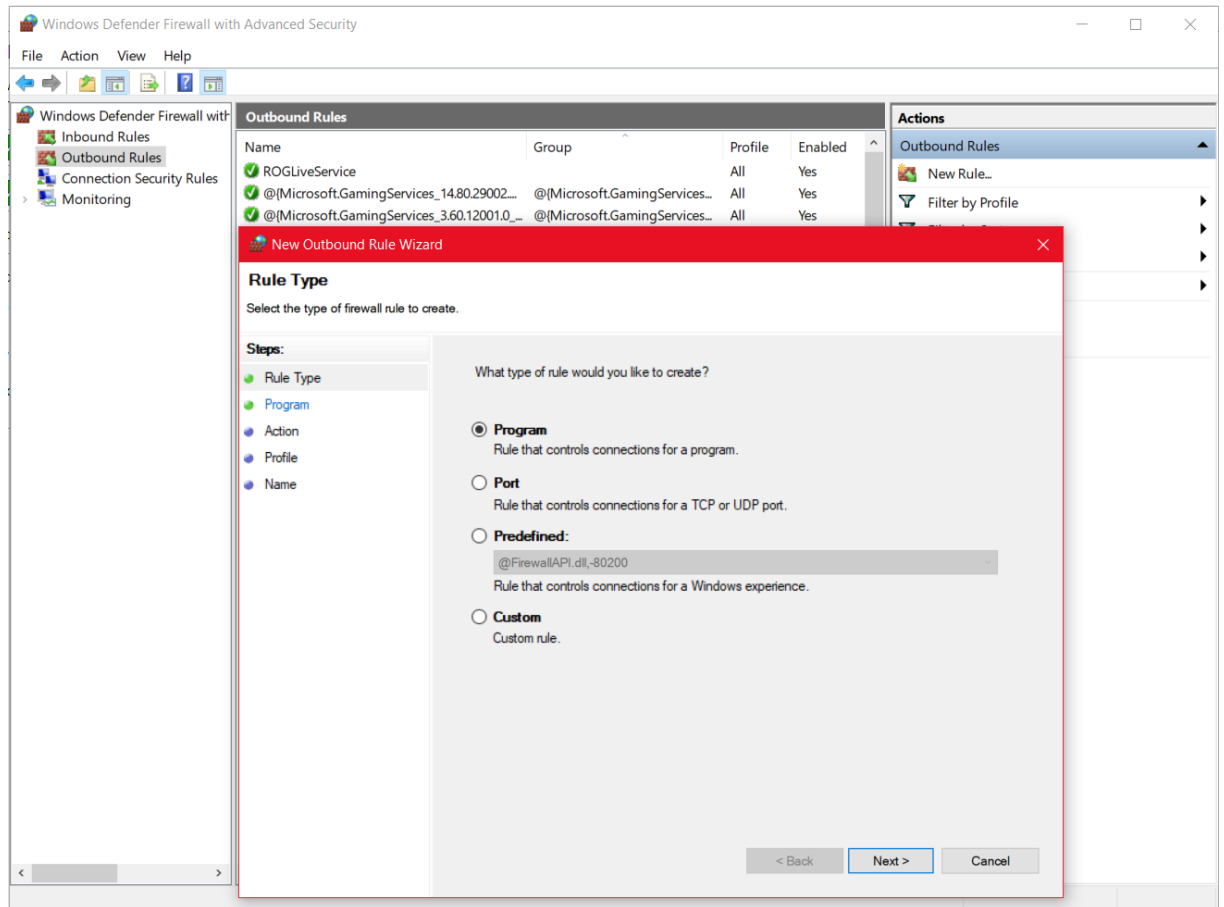 Windows Defender Firewall with Advanced Security
File Action View Help
Windows Defender Firewall with
Inbound Rules
Outbound Rules
Connection Security Rules
Monitoring
Outbound Rules
Name Group Profile Enabled
ROGLiveService All Yes
@{Microsoft.GamingServices_14.80.29002.... @{Microsoft.GamingServices... All Yes
@{Microsoft.GamingServices_3.60.12001.0_... @{Microsoft.GamingServices... All Yes
Actions
Outbound Rules
New Rule...
Filter by Profile
New Outbound Rule Wizard
Rule Type
Select the type of firewall rule to create.
Steps:
Rule Type
Program
Action
Profile
Name
What type of rule would you like to create?
Program
Rule that controls connections for a program.
Port
Rule that controls connections for a TCP or UDP port.
Predefined:
@FirewallAPI.dll,-80200
Rule that controls connections for a Windows experience.
Custom
Custom rule.
< Back Next > Cancel